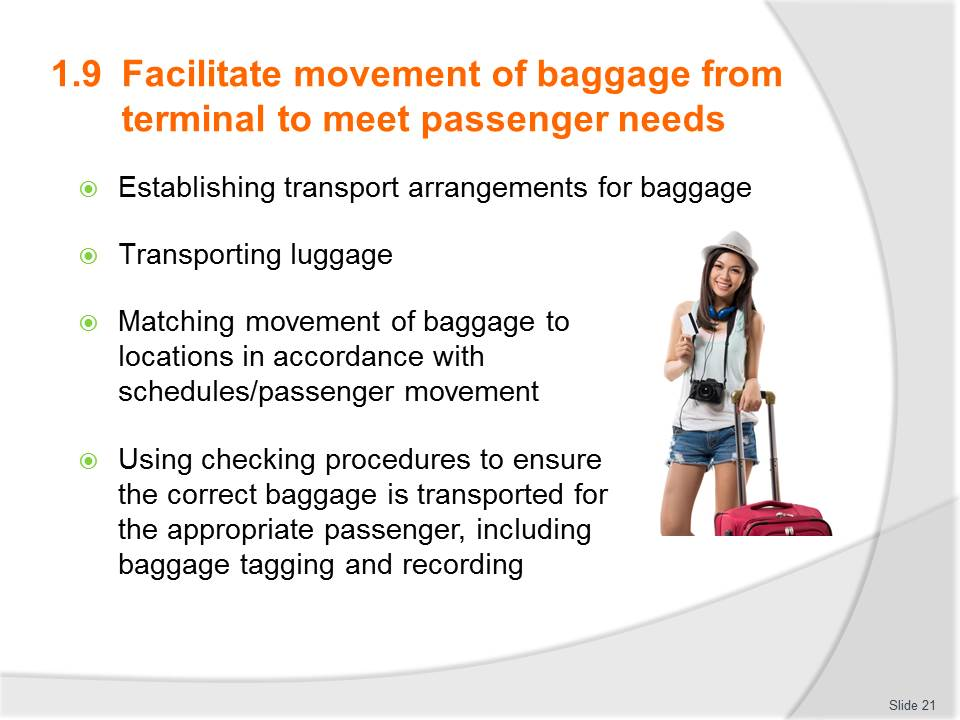 1.9 Facilitate movement of baggage from
terminal to meet passenger needs
Establishing transport arrangements for baggage
Transporting luggage
Matching movement of baggage to
locations in accordance with
schedules/passenger movement
Using checking procedures to ensure
the correct baggage is transported for
the appropriate passenger, including
baggage tagging and recording
Slide 21